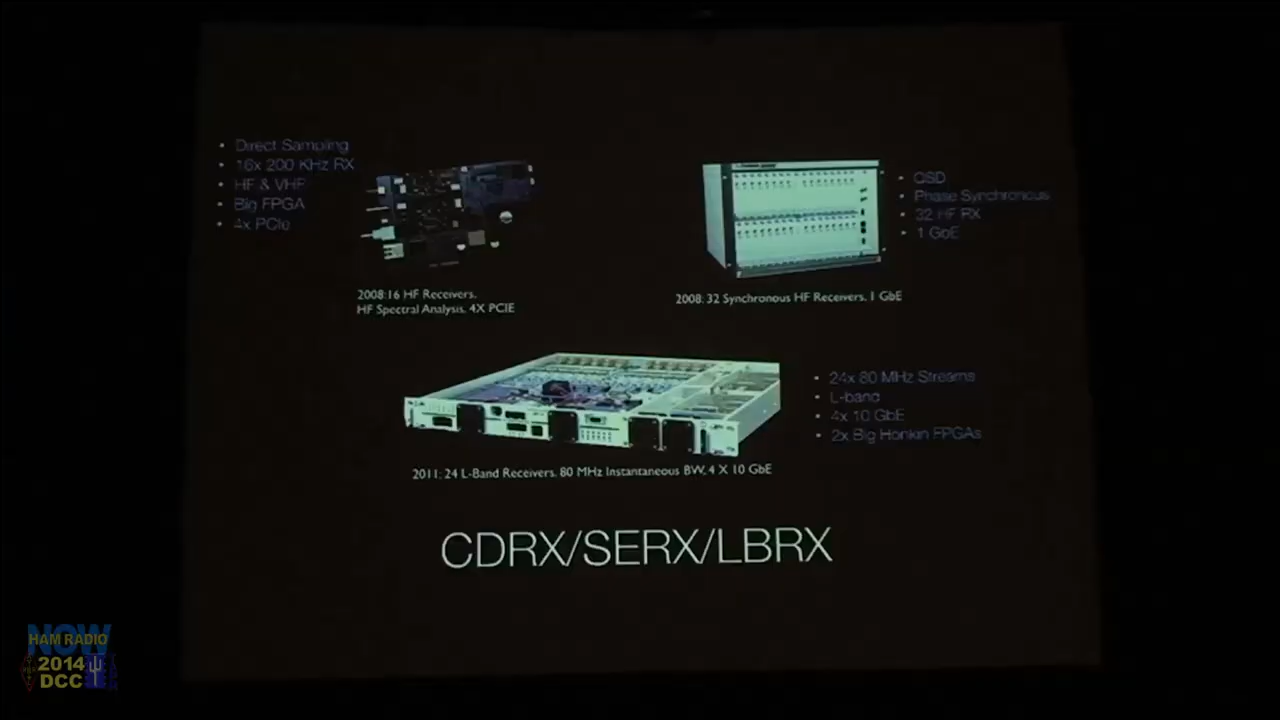 • Direct Sampling
• 16x 200 KHz RX
• HF & VHF
• Big FPGA
• 4x PCIe
2008:16 HF Receivers,
HF Spectral Analysis, 4X PCIE
• QSD
• Phase Synchronous
• 32 HF RX
• 1 GbE
2008: 32 Synchronous HF Receivers, 1 GbE
• 24x 80 MHz Streams
• L-band
• 4x 10 GbE
• 2x Big Honkin FPGAs
2011: 24 L-Band Receivers, 80 MHz Instantaneous BW, 4 X 10 GbE
CDRX/SERX/LBRX
NOW
HAM RADIO
2014
DCC